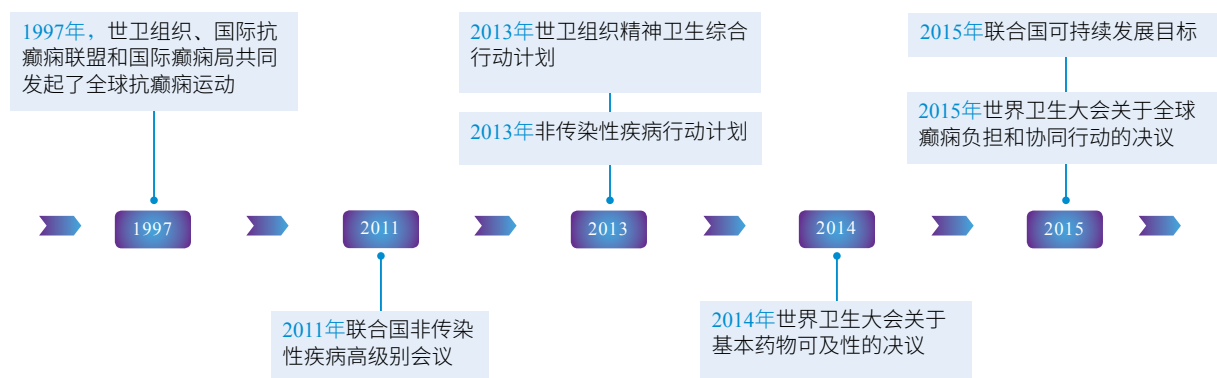 1997年，世卫组织、国际抗
癫痫联盟和国际癫痫局共同
发起了全球抗癫痫运动
2013年世卫组织精神卫生综合
行动计划
2013年非传染性疾病行动计划
2015年联合国可持续发展目标
2015年世界卫生大会关于全球
癫痫负担和协同行动的决议
1997
2011
2013
2014
2015
2011年联合国非传染
性疾病高级别会议
2014年世界卫生大会关于
基本药物可及性的决议